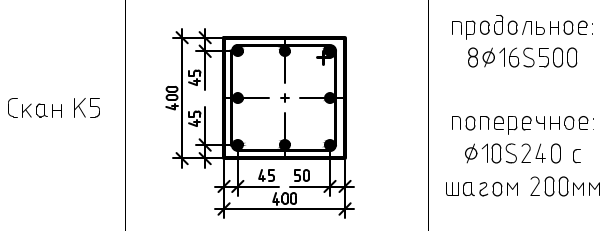 Скан К5
400
45
45
45 50
400
продольное:
8ø16S500
поперечное:
ø10S240 с
шагом 200мм